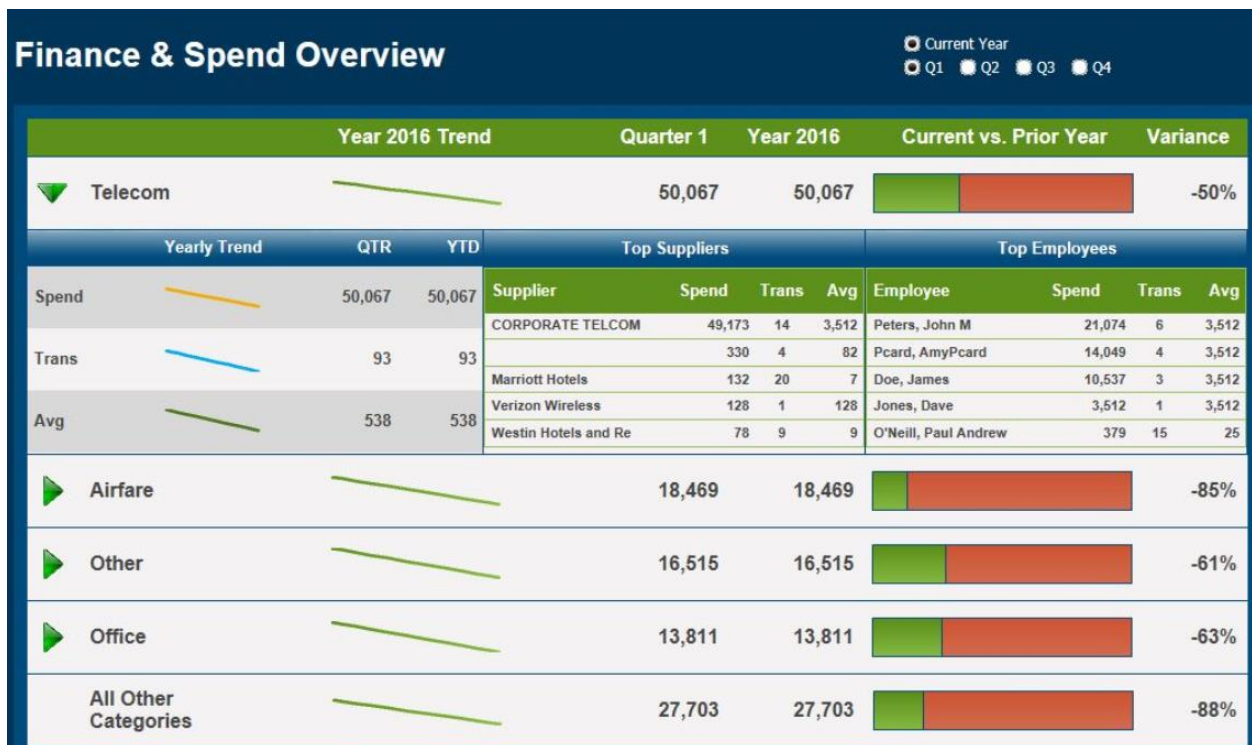 Finance & Spend Overview
Current Year
Q1 Q2 Q3 Q4
Year 2016 Trend Quarter 1 Year 2016 Current vs. Prior Year Variance
Telecom 50,067 50,067 -50%
Yearly Trend QTR YTD Top Suppliers Top Employees
Supplier Spend Trans Avg Employee Spend Trans Avg
Spend 50,067 50,067
CORPORATE TELCOM 49,173 14 3,512 Peters, John M 21,074 6 3,512
330 4 82 Pcard, AmyPcard 14,049 4 3,512
Trans 93 93
Marriott Hotels 132 20 7 Doe, James 10,537 3 3,512
Verizon Wireless 128 1 128 Jones, Dave 3,512 1 3,512
Avg 538 538
Westin Hotels and Re 78 9 9 O'Neill, Paul Andrew 379 15 25
Airfare 18,469 18,469 -85%
Other 16,515 16,515 -61%
Office 13,811 13,811 -63%
All Other
Categories 27,703 27,703 -88%